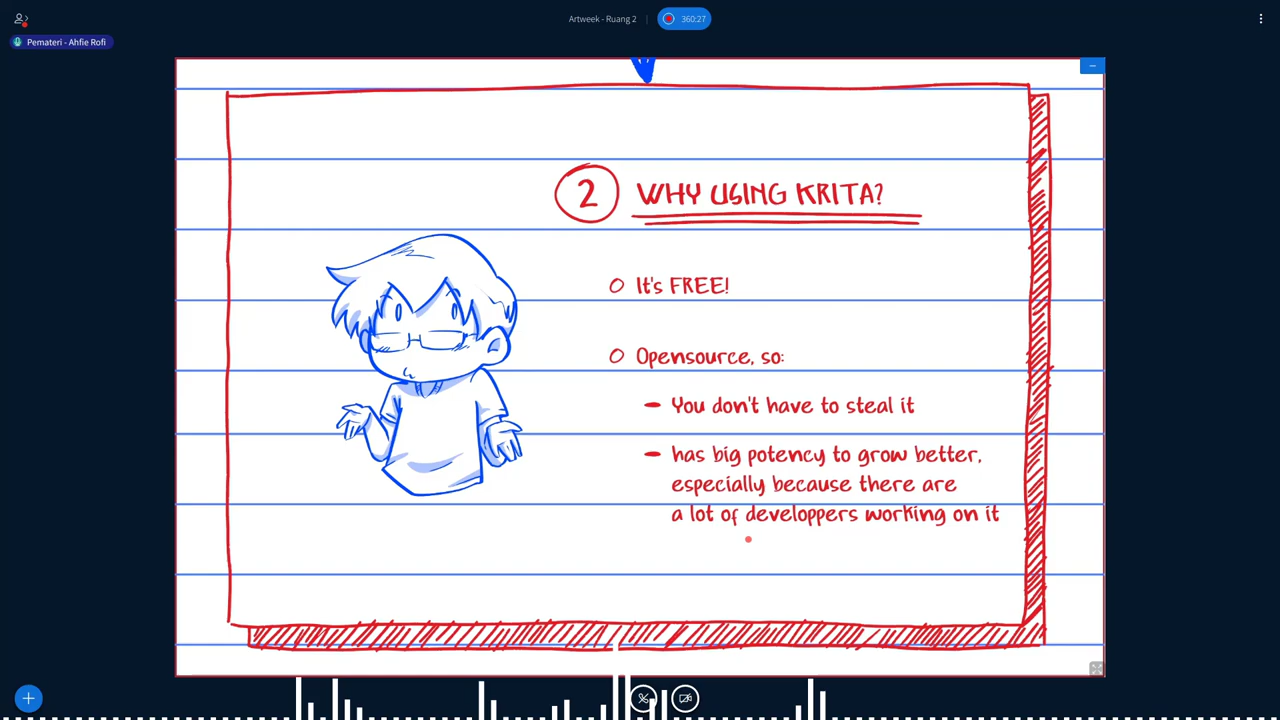 Artweek - Ruang 2
360:27
Pemateri - Ahfie Rofi
2 WHY USING KRITA?
It's FREE!
Opensource, so:
- You don't have to steal it
- has big potency to grow better,
especially because there are
a lot of developpers working on it